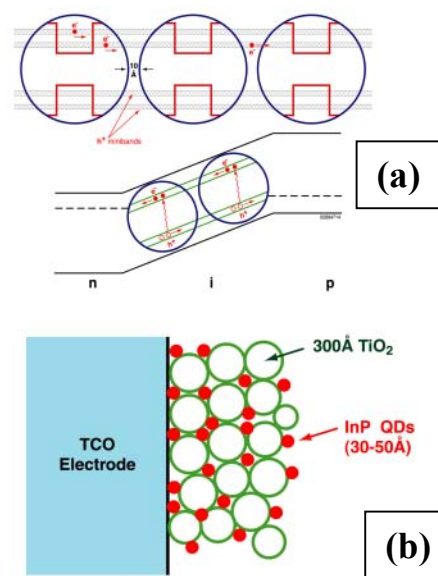 e⁻
e⁻
10
Å
e⁻
h⁺ minibands
(a)
e⁻
e⁻
h⁺
h⁺
n
i
p
300Å TiO₂
TCO
Electrode
InP QDs
(30-50Å)
(b)